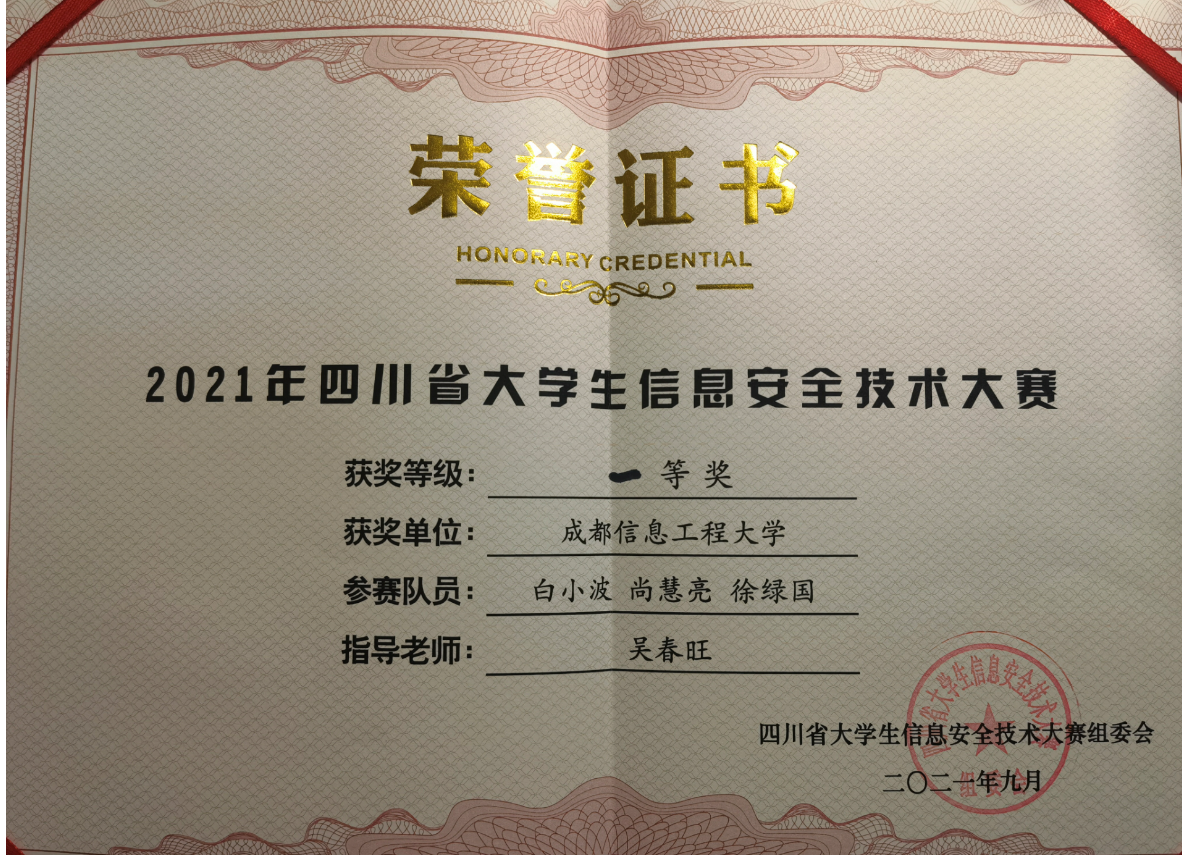 荣誉证书
HONORARY CREDENTIAL
2021年四川省大学生信息安全技术大赛
获奖等级: 一等奖
获奖单位: 成都信息工程大学
参赛队员: 白小波 尚慧亮 徐绿国
指导老师: 吴春旺
四川省大学生信息安全技术大赛
四川省大学生信息安全技术大赛组委会
组委会
二〇二一年九月